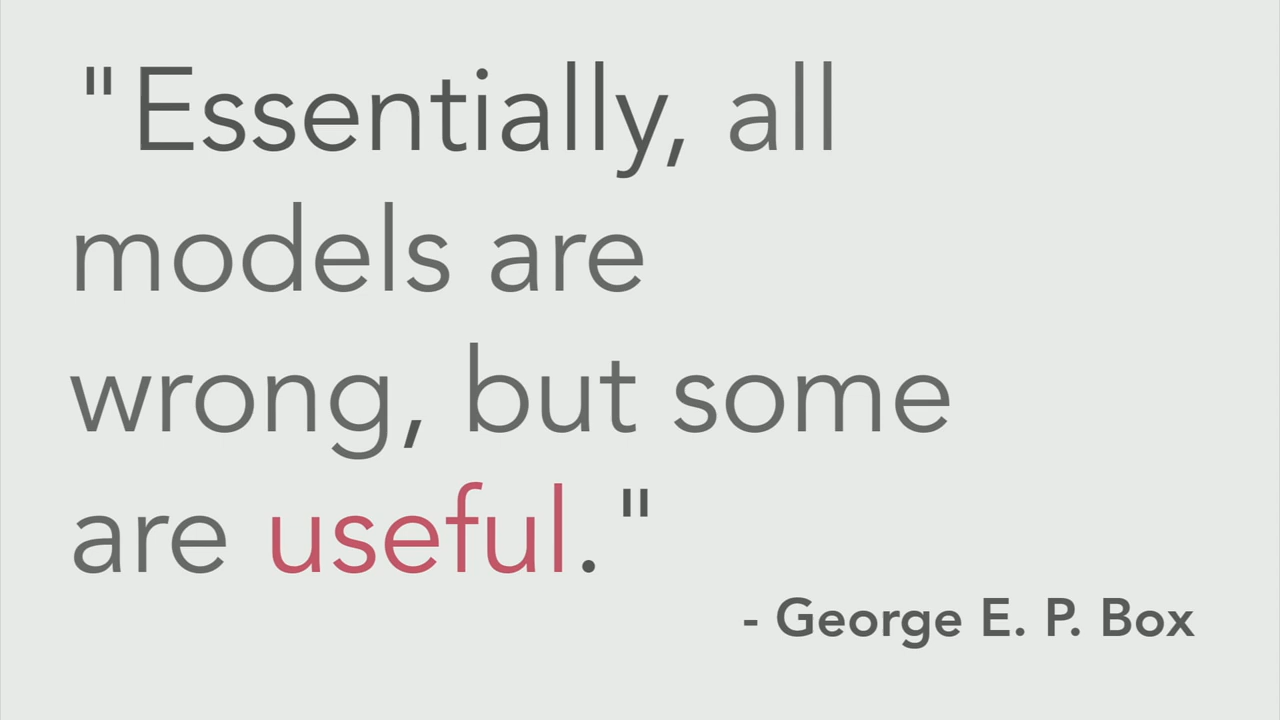 "Essentially, all
models are
wrong, but some
are useful."
- George E. P. Box